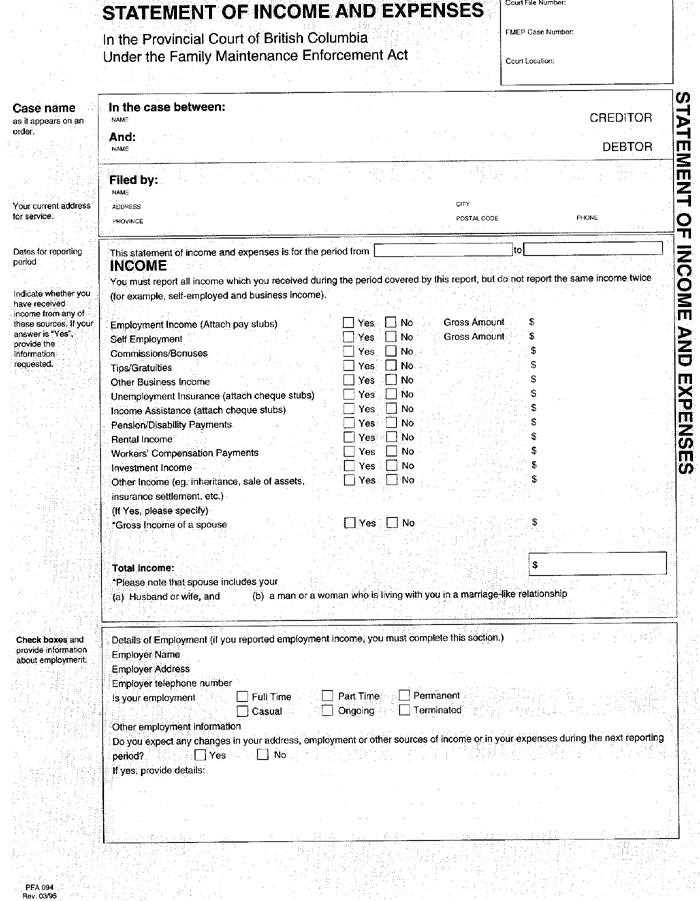 STATEMENT OF INCOME AND EXPENSES
In the Provincial Court of British Columbia
Under the Family Maintenance Enforcement Act
Court File Number:
FMEP Case Number:
Court Location:
Case name
as it appears on an
order.
In the case between:
NAME
CREDITOR
And:
NAME
DEBTOR
Filed by:
NAME
Your current address
for service.
ADDRESS
CITY
PROVINCE
POSTAL CODE
PHONE
STATEMENT OF INCOME AND EXPENSES
Dates for reporting
period
This statement of income and expenses is for the period from to
INCOME
You must report all income which you received during the period covered by this report, but do not report the same income twice
(for example, self-employed and business income).
Indicate whether you
have received
income from any of
these sources. If your
answer is "Yes",
provide the
information
requested.
Employment Income (Attach pay stubs) Yes No Gross Amount $
Self Employment Yes No Gross Amount $
Commissions/Bonuses Yes No $
Tips/Gratuities Yes No $
Other Business Income Yes No $
Unemployment Insurance (attach cheque stubs) Yes No $
Income Assistance (attach cheque stubs) Yes No $
Pension/Disability Payments Yes No $
Rental Income Yes No $
Workers' Compensation Payments Yes No $
Investment Income Yes No $
Other Income (eg. inheritance, sale of assets, Yes No $
insurance settlement, etc.)
(If Yes, please specify)
*Gross Income of a spouse Yes No $
Total Income: $
*Please note that spouse includes your
(a) Husband or wife, and (b) a man or a woman who is living with you in a marriage-like relationship
Check boxes and
provide information
about employment.
Details of Employment (if you reported employment income, you must complete this section.)
Employer Name
Employer Address
Employer telephone number
Is your employment Full Time Part Time Permanent
Casual Ongoing Terminated
Other employment information
Do you expect any changes in your address, employment or other sources of income or in your expenses during the next reporting
period? Yes No
If yes, provide details:
PFA 094
Rev. 03/95